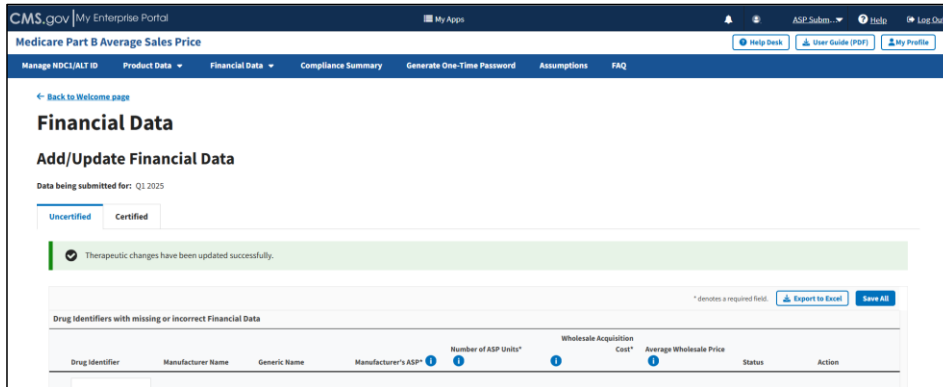 CMS.gov My Enterprise Portal My Apps ASP Subm... Help Log Out
Medicare Part B Average Sales Price Help Desk User Guide (PDF) My Profile
Manage NDC1/ALT ID Product Data Financial Data Compliance Summary Generate One-Time Password Assumptions FAQ
← Back to Welcome page
Financial Data
Add/Update Financial Data
Data being submitted for: Q1 2025
Uncertified Certified
Therapeutic changes have been updated successfully.
* denotes a required field. Export to Excel Save All
Drug Identifiers with missing or incorrect Financial Data
Wholesale Acquisition
Number of ASP Units* Cost* Average Wholesale Price
Drug Identifier Manufacturer Name Generic Name Manufacturer's ASP* Status Action